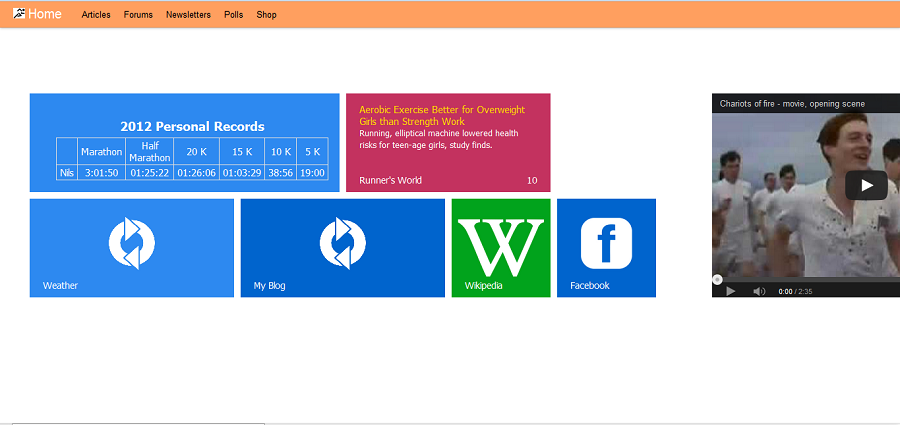 Home Articles Forums Newsletters Polls Shop
2012 Personal Records
Marathon Half Marathon 20 K 15 K 10 K 5 K
Nils 3:01:50 01:25:22 01:26:06 01:03:29 38:56 19:00
Aerobic Exercise Better for Overweight
Girls than Strength Work
Running, elliptical machine lowered health
risks for teen-age girls, study finds.
Runner's World 10
Chariots of fire - movie, opening scene
0:00 / 2:35
Weather
My Blog
W
Wikipedia
f
Facebook